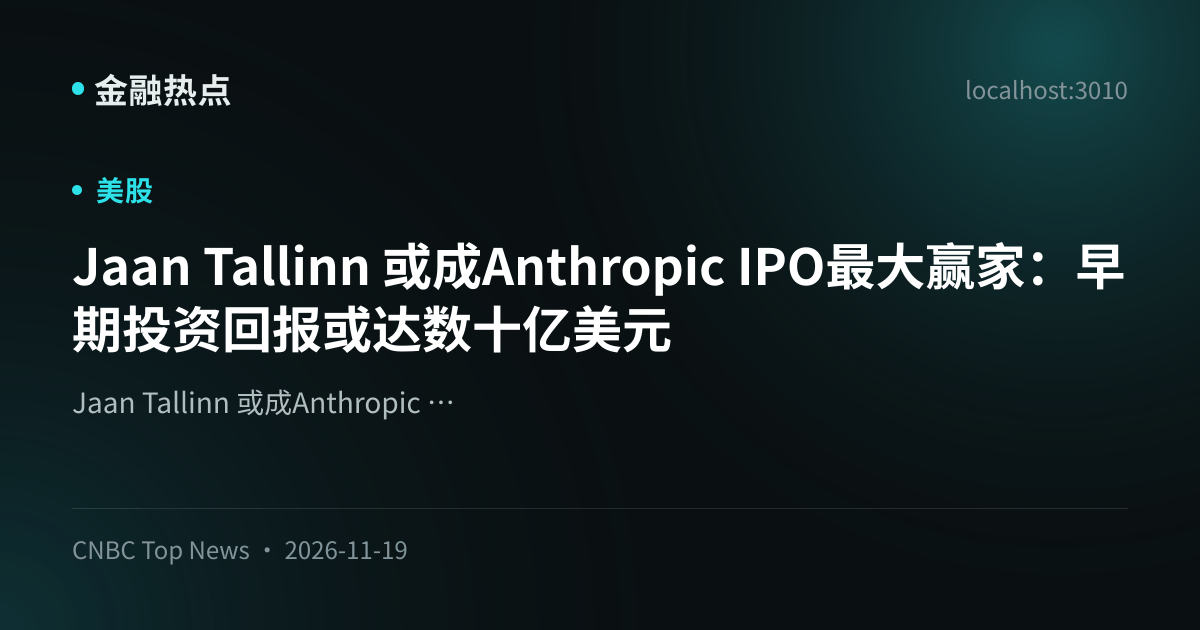 金融热点
localhost:3010
美股
Jaan Tallinn 或成Anthropic IPO最大赢家：早
期投资回报或达数十亿美元
Jaan Tallinn 或成Anthropic …
CNBC Top News • 2026-11-19